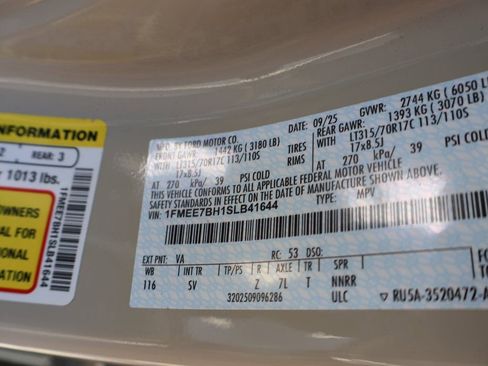 NFORMATION
REAR: 3
1013 lbs.
WNERS
AL FOR
ONAL
ATION
1FMEE7BH1SLB41644
MFD. BY FORD MOTOR CO.
09/25 GVWR: 2744 KG ( 6050 L
FRONT GAWR: 1442 KG ( 3180 LB)
REAR GAWR: 1393 KG ( 3070 LB)
WITH LT315/70R17C 113/110S TIRES
WITH LT315/70R17C 113/110S
17x8.5J RIMS
17x8.5J
AT 270 kPa/ 39 PSI COLD
AT 270 kPa/ 39 PSI COLD
THIS VEHICLE CONFORMS TO ALL APPLICABLE FEDERAL MOTOR VEHICLE
SAFETY STANDARDS IN EFFECT ON THE DATE OF MANUFACTURE SHOWN ABOVE.
VIN: 1FMEE7BH1SLB41644
TYPE: MPV
EXT PNT: VA RC: 53 DSO:
WB INT TR TP/PS R AXLE TR SPR
116 SV Z 7L T NNRR
3202509096286 ULC
RU5A-3520472-A